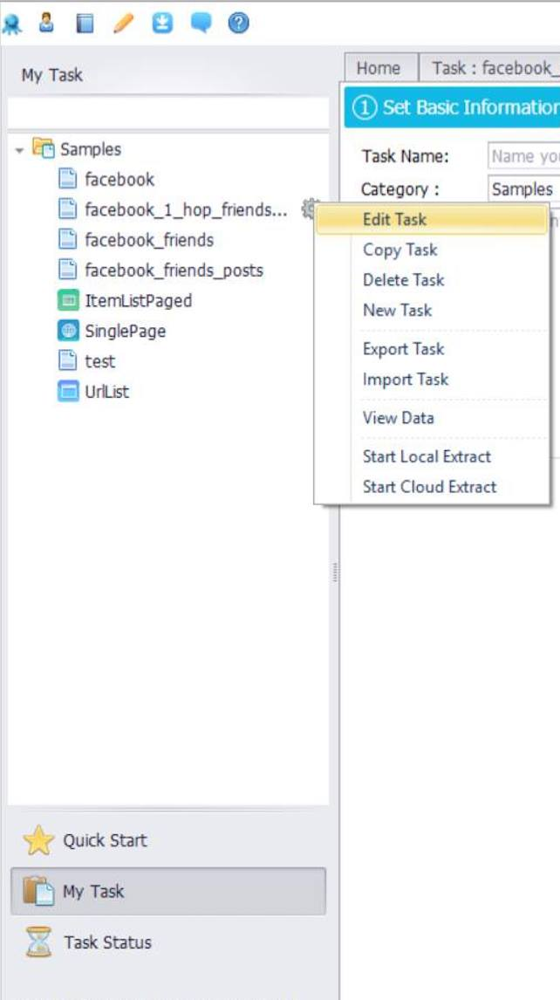 My Task
Home
Task : facebook_
1 Set Basic Information
Samples
facebook
facebook_1_hop_friends...
facebook_friends
facebook_friends_posts
ItemListPaged
SinglePage
test
UrlList
Task Name:
Name you
Category :
Samples
Edit Task
Copy Task
Delete Task
New Task
Export Task
Import Task
View Data
Start Local Extract
Start Cloud Extract
Quick Start
My Task
Task Status